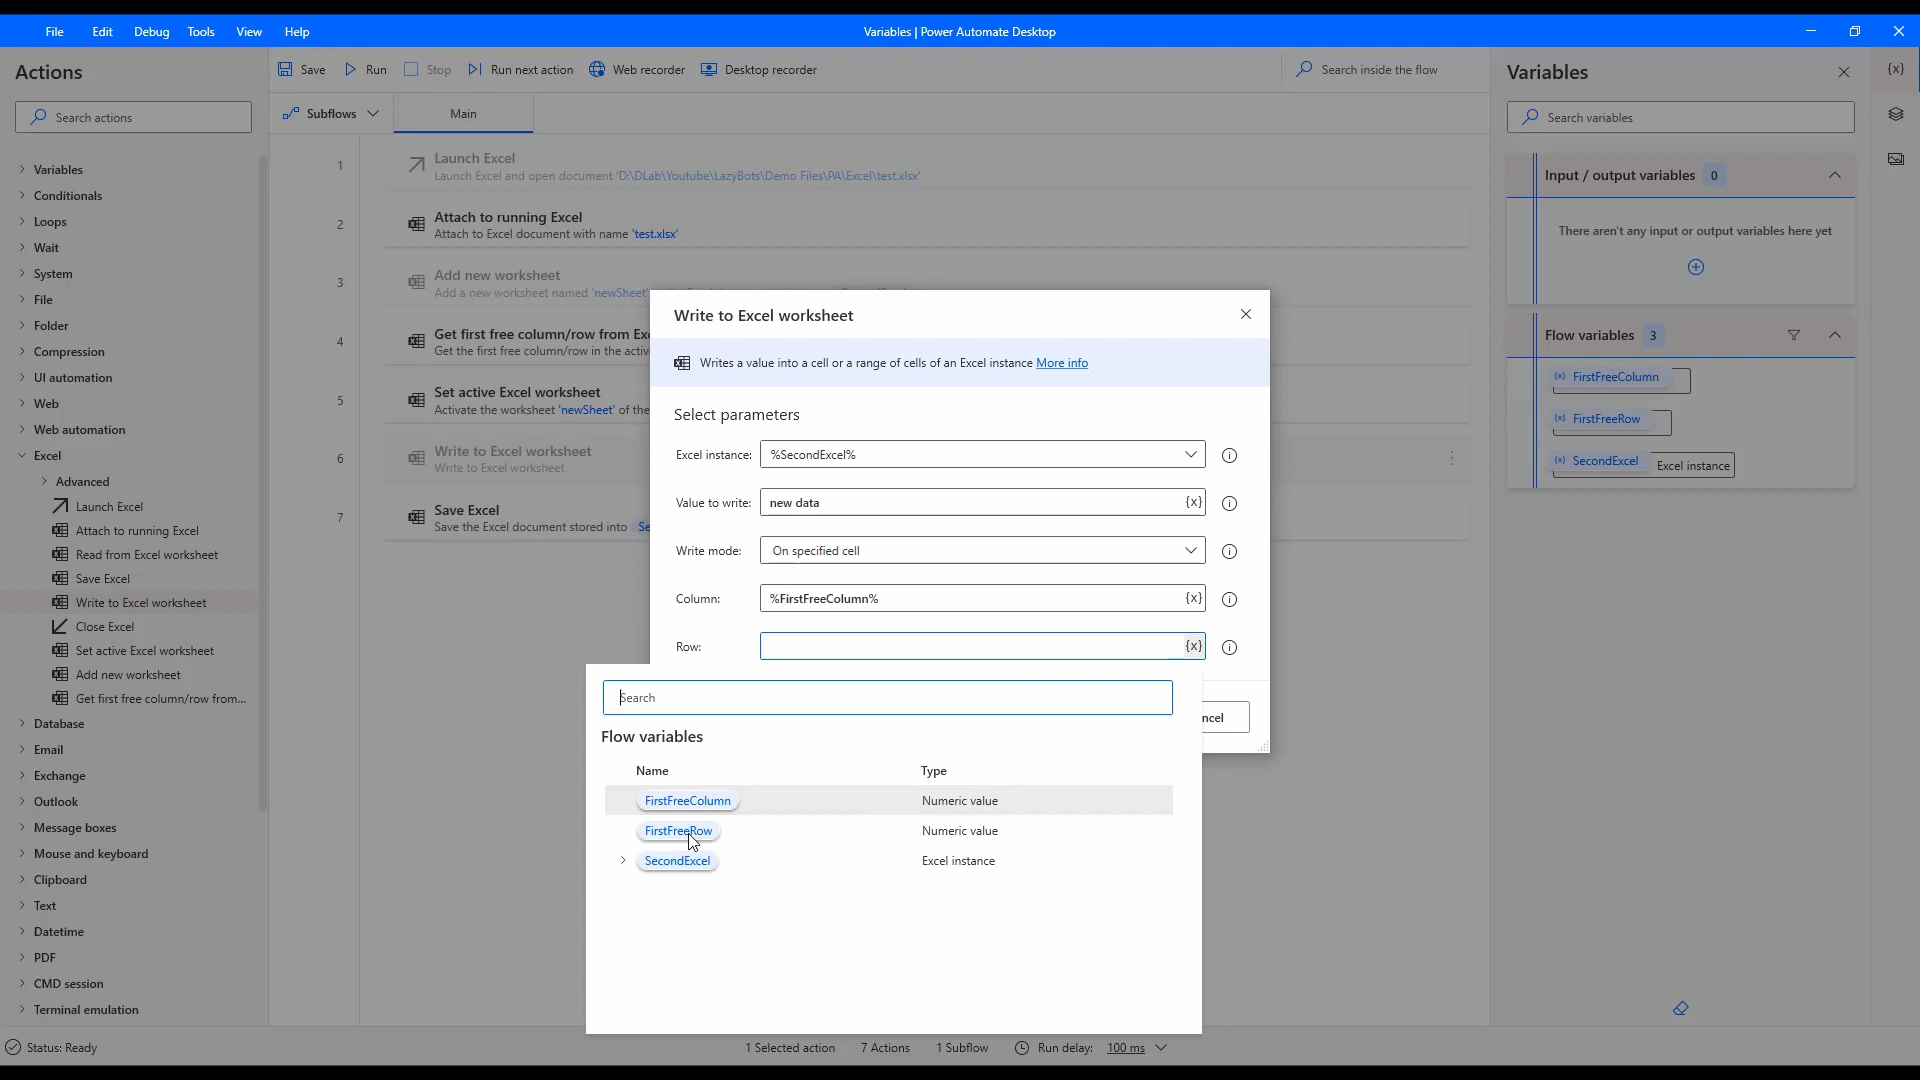 File Edit Debug Tools View Help
Variables | Power Automate Desktop
Actions
Search actions
Variables
Conditionals
Loops
Wait
System
File
Folder
Compression
UI automation
Web
Web automation
Excel
Advanced
Launch Excel
Attach to running Excel
Read from Excel worksheet
Save Excel
Write to Excel worksheet
Close Excel
Set active Excel worksheet
Add new worksheet
Get first free column/row from...
Database
Email
Exchange
Outlook
Message boxes
Mouse and keyboard
Clipboard
Text
Datetime
PDF
CMD session
Terminal emulation
Save Run Stop Run next action Web recorder Desktop recorder
Search inside the flow
Subflows Main
1 Launch Excel
Launch Excel and open document 'D:\DLab\Youtube\LazyBots\Demo Files\PA\Excel\test.xlsx'
2 Attach to running Excel
Attach to Excel document with name 'test.xlsx'
3 Add new worksheet
Add a new worksheet named 'newSheet'
4 Get first free column/row from Exc
Get the first free column/row in the activ
5 Set active Excel worksheet
Activate the worksheet 'newSheet' of the
6 Write to Excel worksheet
Write to Excel worksheet
7 Save Excel
Save the Excel document stored into Se
Write to Excel worksheet
Writes a value into a cell or a range of cells of an Excel instance More info
Select parameters
Excel instance: %SecondExcel%
Value to write: new data {x}
Write mode: On specified cell
Column: %FirstFreeColumn% {x}
Row: {x}
ncel
Search
Flow variables
Name Type
FirstFreeColumn Numeric value
FirstFreeRow Numeric value
SecondExcel Excel instance
Variables
{x}
Search variables
Input / output variables 0
There aren't any input or output variables here yet
Flow variables 3
(x) FirstFreeColumn
(x) FirstFreeRow
(x) SecondExcel Excel instance
Status: Ready
1 Selected action 7 Actions 1 Subflow Run delay: 100 ms